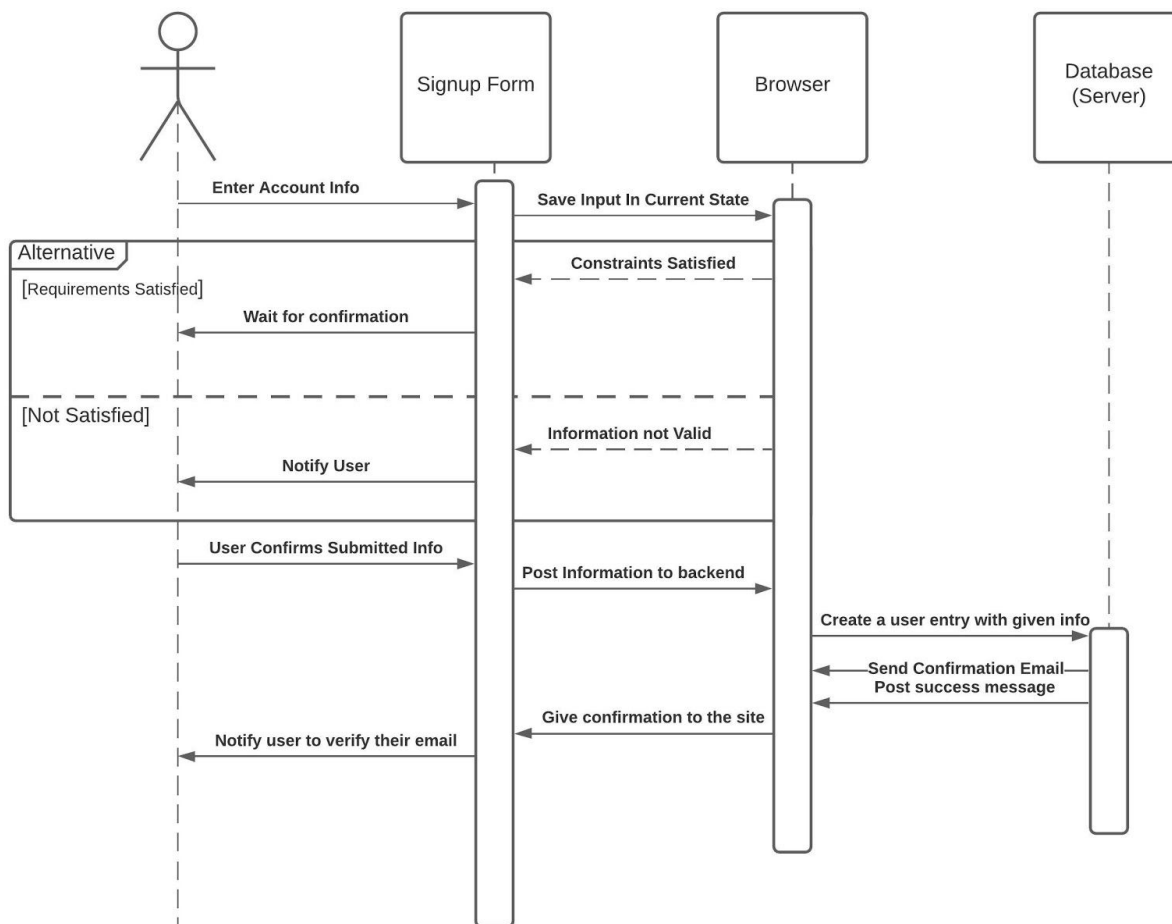 Signup Form
Browser
Database
(Server)
Enter Account Info
Save Input In Current State
Alternative
Constraints Satisfied
[Requirements Satisfied]
Wait for confirmation
[Not Satisfied]
Information not Valid
Notify User
User Confirms Submitted Info
Post Information to backend
Create a user entry with given info
Send Confirmation Email
Post success message
Give confirmation to the site
Notify user to verify their email